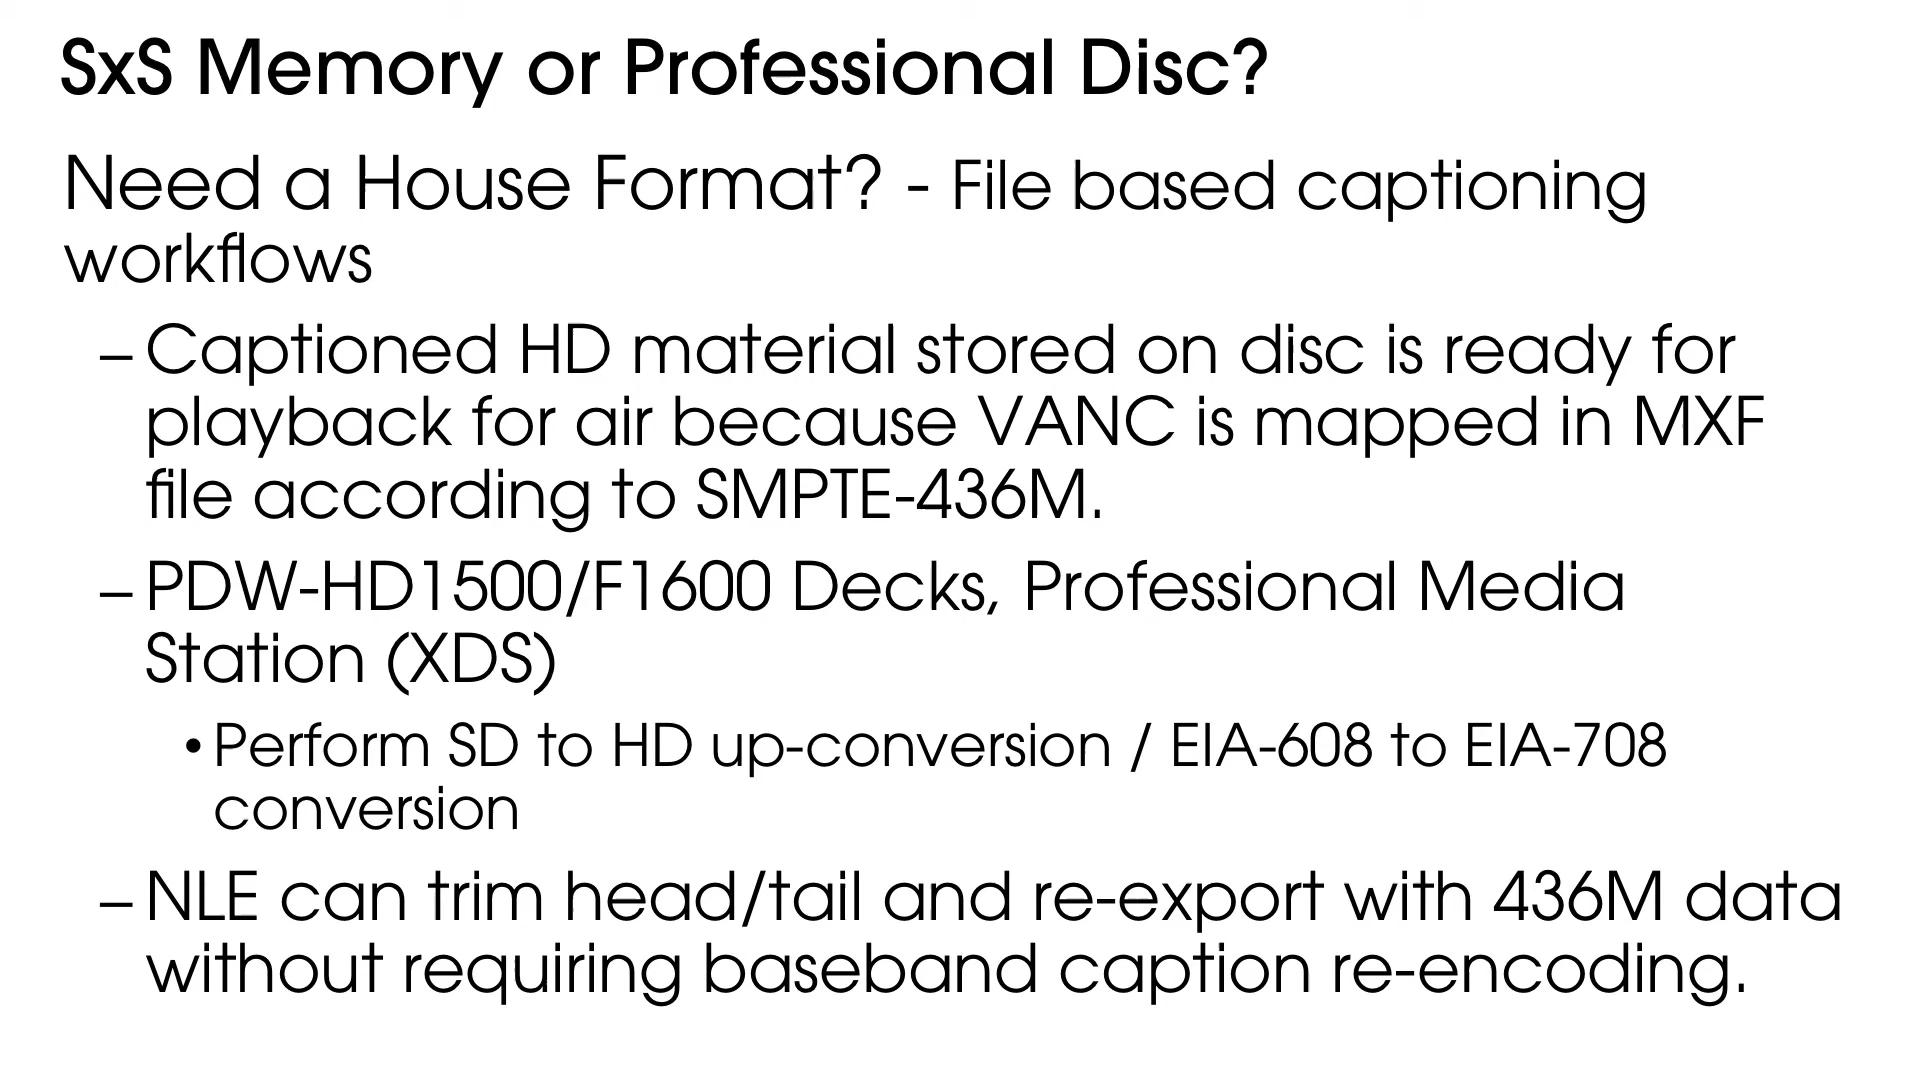 SxS Memory or Professional Disc?
Need a House Format? - File based captioning
workflows
– Captioned HD material stored on disc is ready for
playback for air because VANC is mapped in MXF
file according to SMPTE-436M.
– PDW-HD1500/F1600 Decks, Professional Media
Station (XDS)
• Perform SD to HD up-conversion / EIA-608 to EIA-708
conversion
– NLE can trim head/tail and re-export with 436M data
without requiring baseband caption re-encoding.